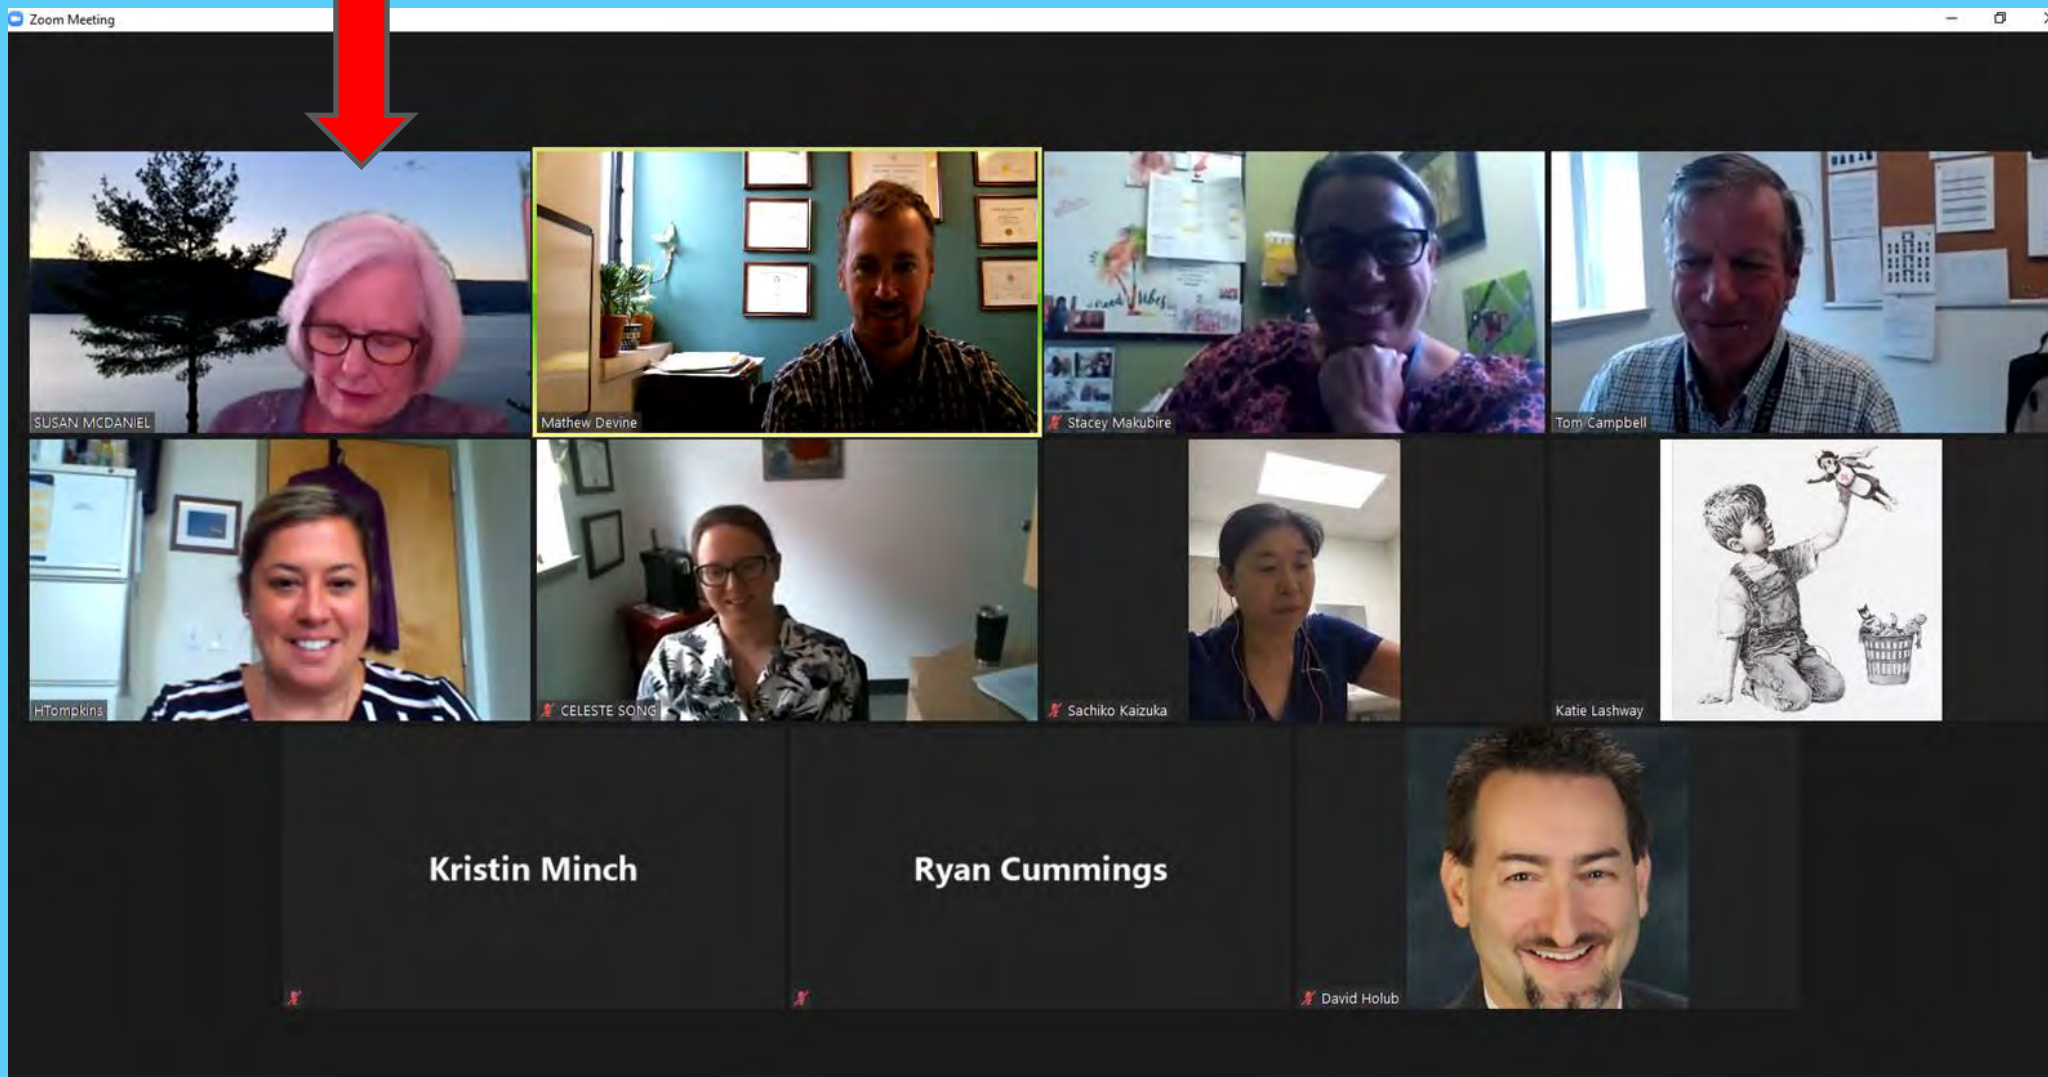 Zoom Meeting
SUSAN MCDANIEL
Mathew Devine
Stacey Makubire
Tom Campbell
HTompkins
CELESTE SONG
Sachiko Kaizuka
Katie Lashway
Kristin Minch
Ryan Cummings
David Holub